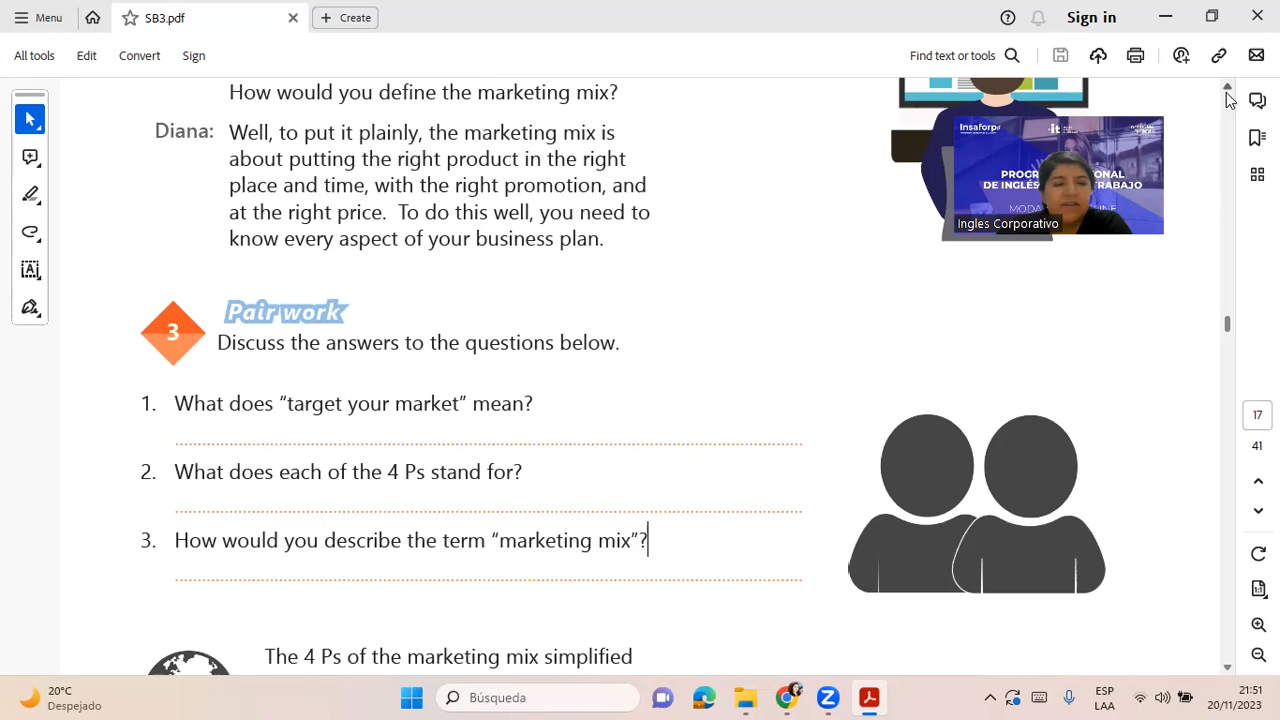 Menu
SB3.pdf
Create
Sign in
All tools
Edit
Convert
Sign
Find text or tools
How would you define the marketing mix?
Diana: Well, to put it plainly, the marketing mix is
about putting the right product in the right
place and time, with the right promotion, and
at the right price. To do this well, you need to
know every aspect of your business plan.
Insaforp
it
DE INGLÉS
TRABAJO
Ingles Corporativo
3
Pair work
Discuss the answers to the questions below.
1. What does “target your market” mean?
2. What does each of the 4 Ps stand for?
3. How would you describe the term “marketing mix”?
The 4 Ps of the marketing mix simplified
17
41
20°C
Despejado
Búsqueda
ESP
LAA
21:51
20/11/2023